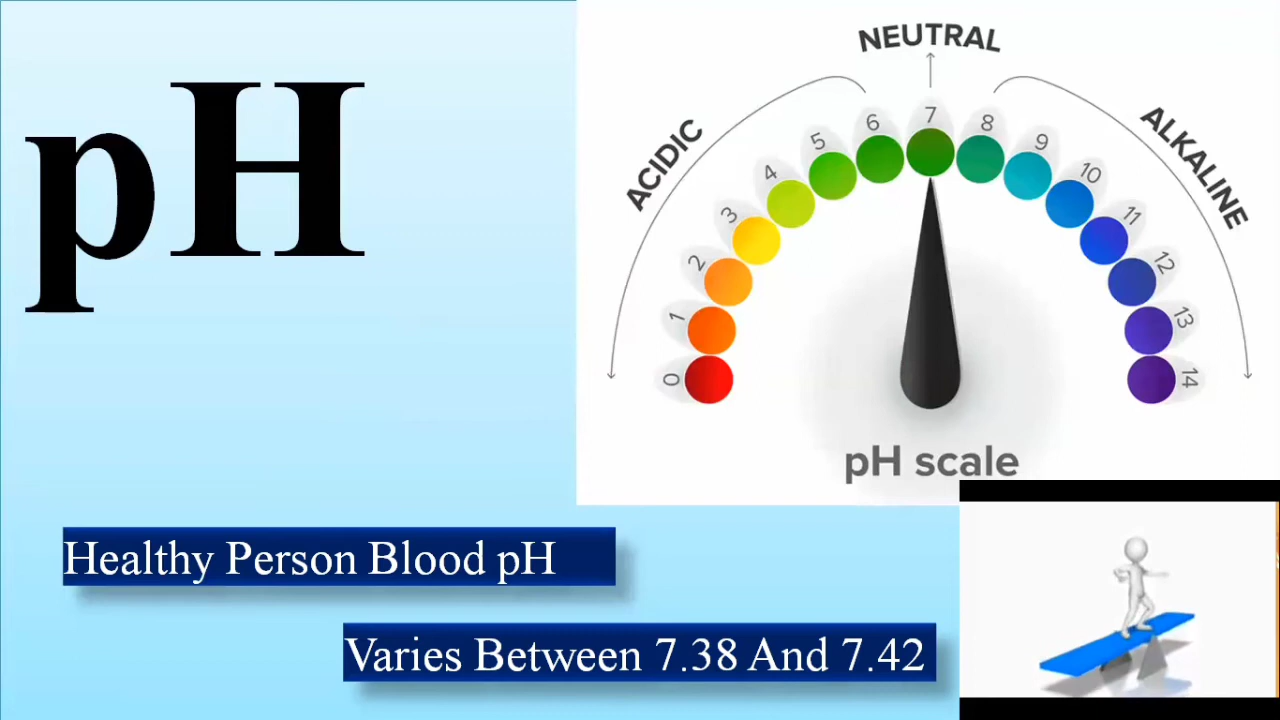 pH
NEUTRAL
ACIDIC
ALKALINE
0
1
2
3
4
5
6
7
8
9
10
11
12
13
14
pH scale
Healthy Person Blood pH
Varies Between 7.38 And 7.42